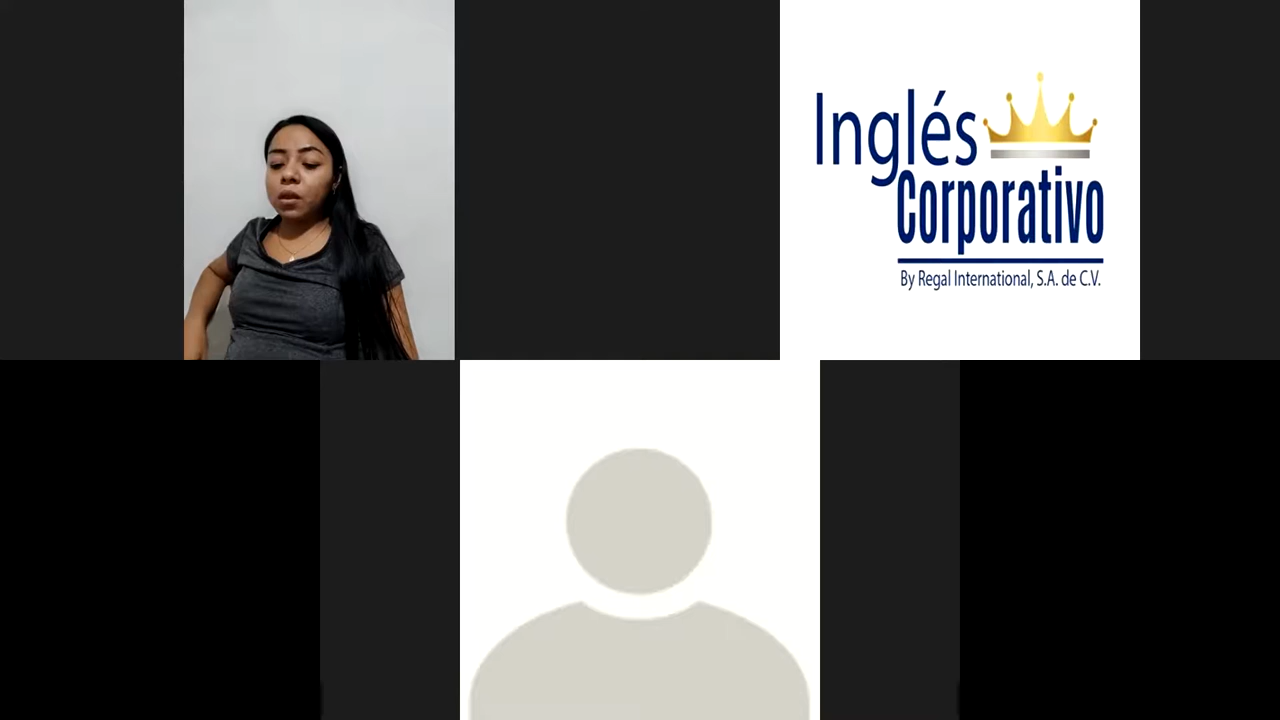 Inglés
Corporativo
By Regal International, S.A. de C.V.